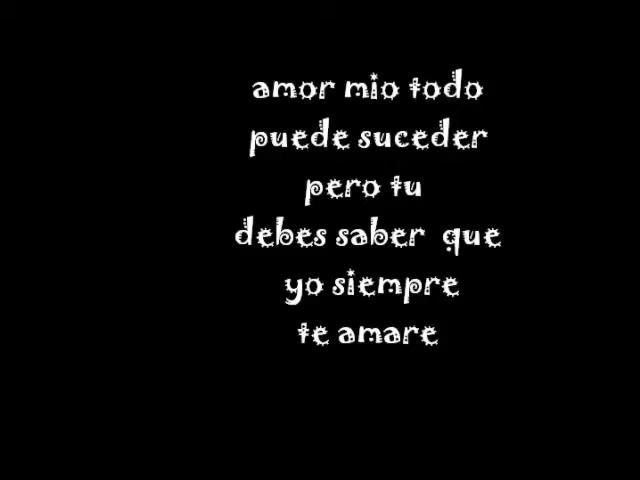 amor mio todo
puede suceder
pero tu
debes saber que
yo siempre
te amare